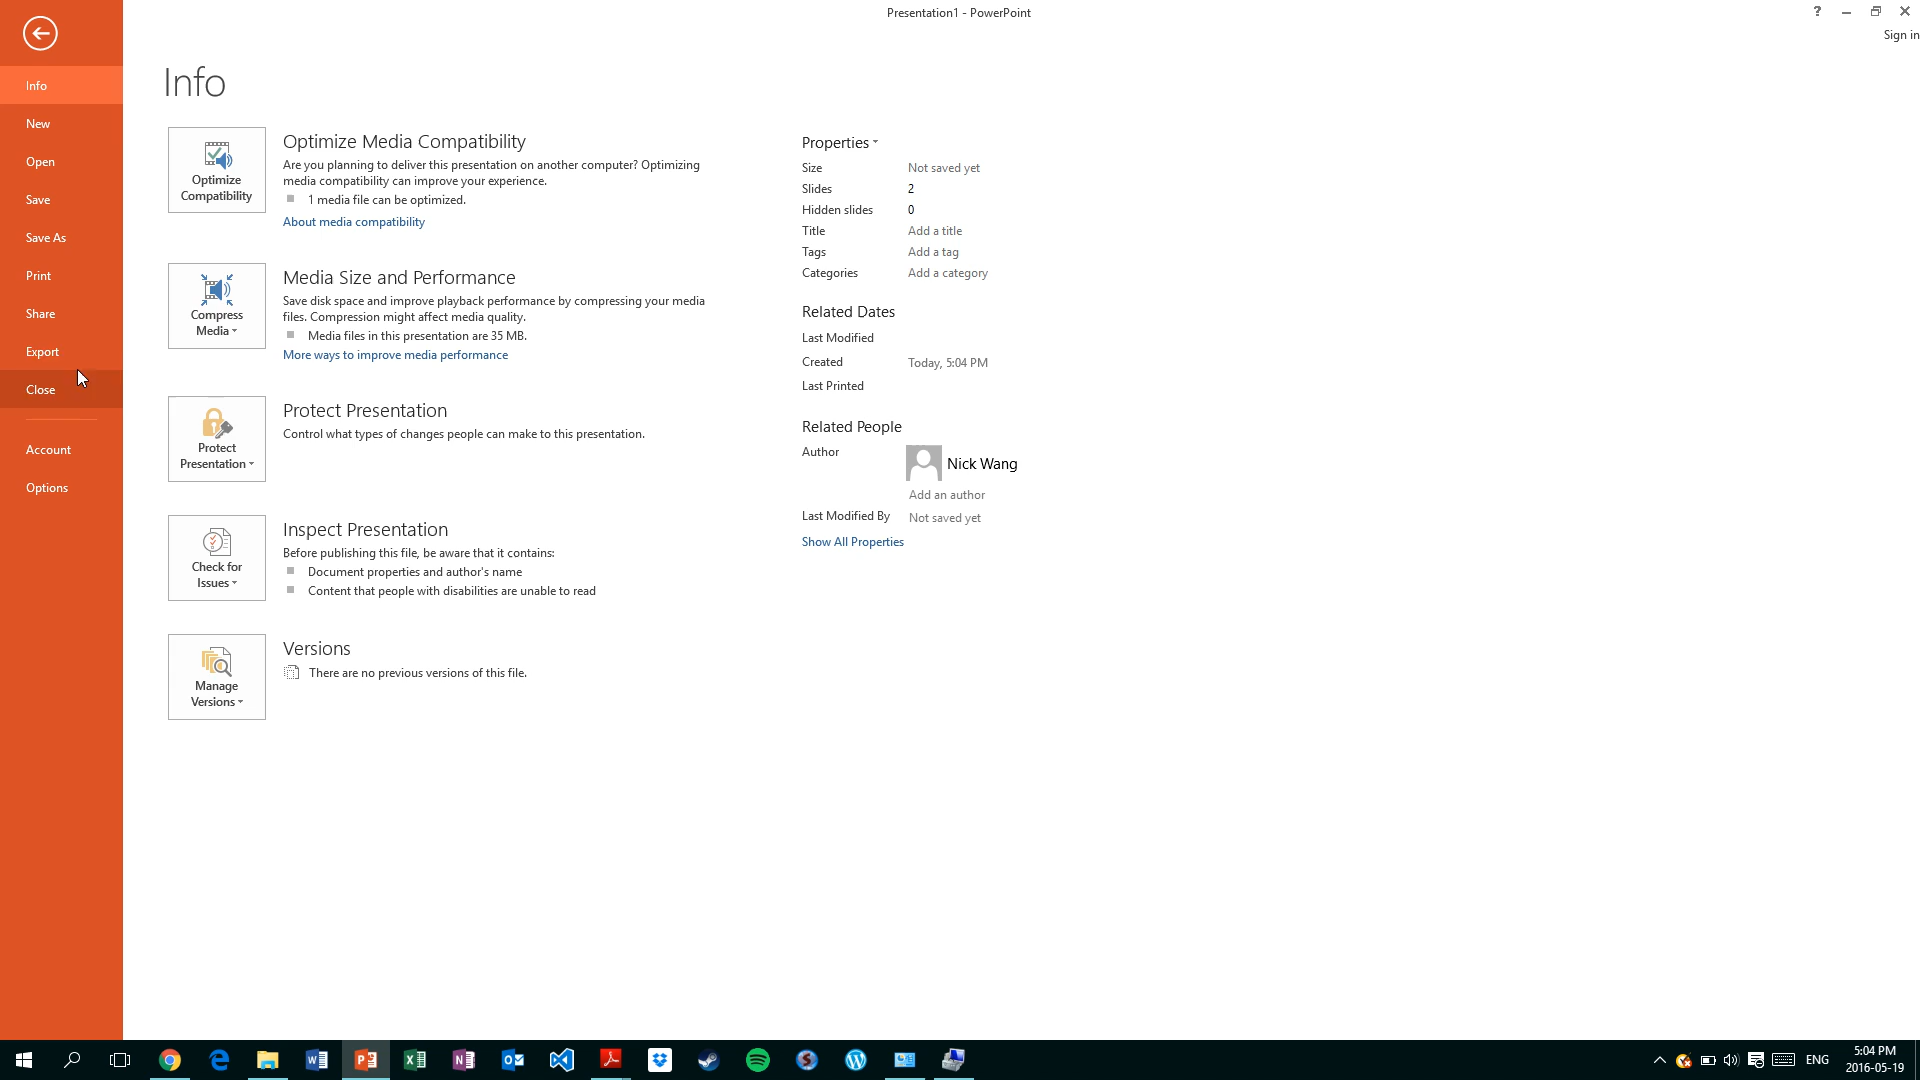 Presentation1 - PowerPoint
?
Sign in
Info
New
Open
Save
Save As
Print
Share
Export
Close
Account
Options
Info
Optimize
Compatibility
Optimize Media Compatibility
Are you planning to deliver this presentation on another computer? Optimizing
media compatibility can improve your experience.
1 media file can be optimized.
About media compatibility
Compress
Media
Media Size and Performance
Save disk space and improve playback performance by compressing your media
files. Compression might affect media quality.
Media files in this presentation are 35 MB.
More ways to improve media performance
Protect
Presentation
Protect Presentation
Control what types of changes people can make to this presentation.
Check for
Issues
Inspect Presentation
Before publishing this file, be aware that it contains:
Document properties and author's name
Content that people with disabilities are unable to read
Manage
Versions
Versions
There are no previous versions of this file.
Properties
Size Not saved yet
Slides 2
Hidden slides 0
Title Add a title
Tags Add a tag
Categories Add a category
Related Dates
Last Modified
Created Today, 5:04 PM
Last Printed
Related People
Author Nick Wang
Add an author
Last Modified By Not saved yet
Show All Properties
ENG
5:04 PM
2016-05-19